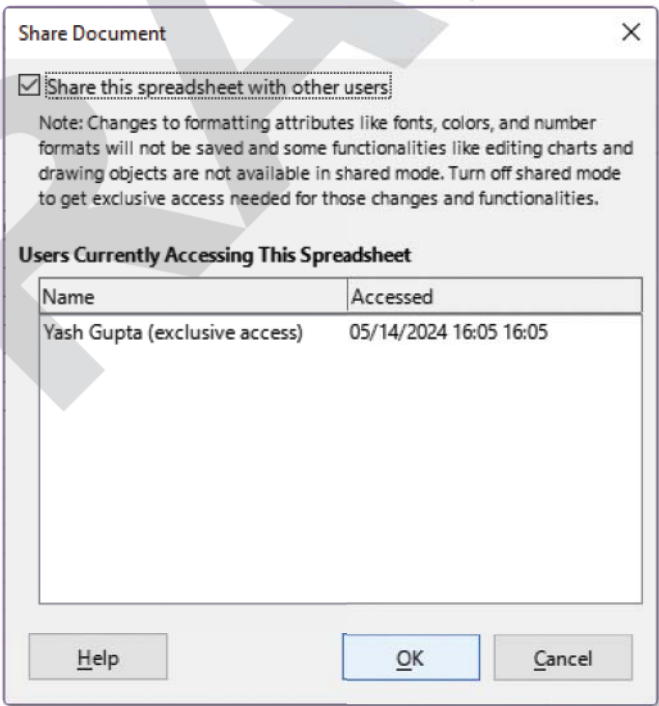 Share Document
Share this spreadsheet with other users
Note: Changes to formatting attributes like fonts, colors, and number
formats will not be saved and some functionalities like editing charts and
drawing objects are not available in shared mode. Turn off shared mode
to get exclusive access needed for those changes and functionalities.
Users Currently Accessing This Spreadsheet
Name Accessed
Yash Gupta (exclusive access) 05/14/2024 16:05 16:05
Help OK Cancel